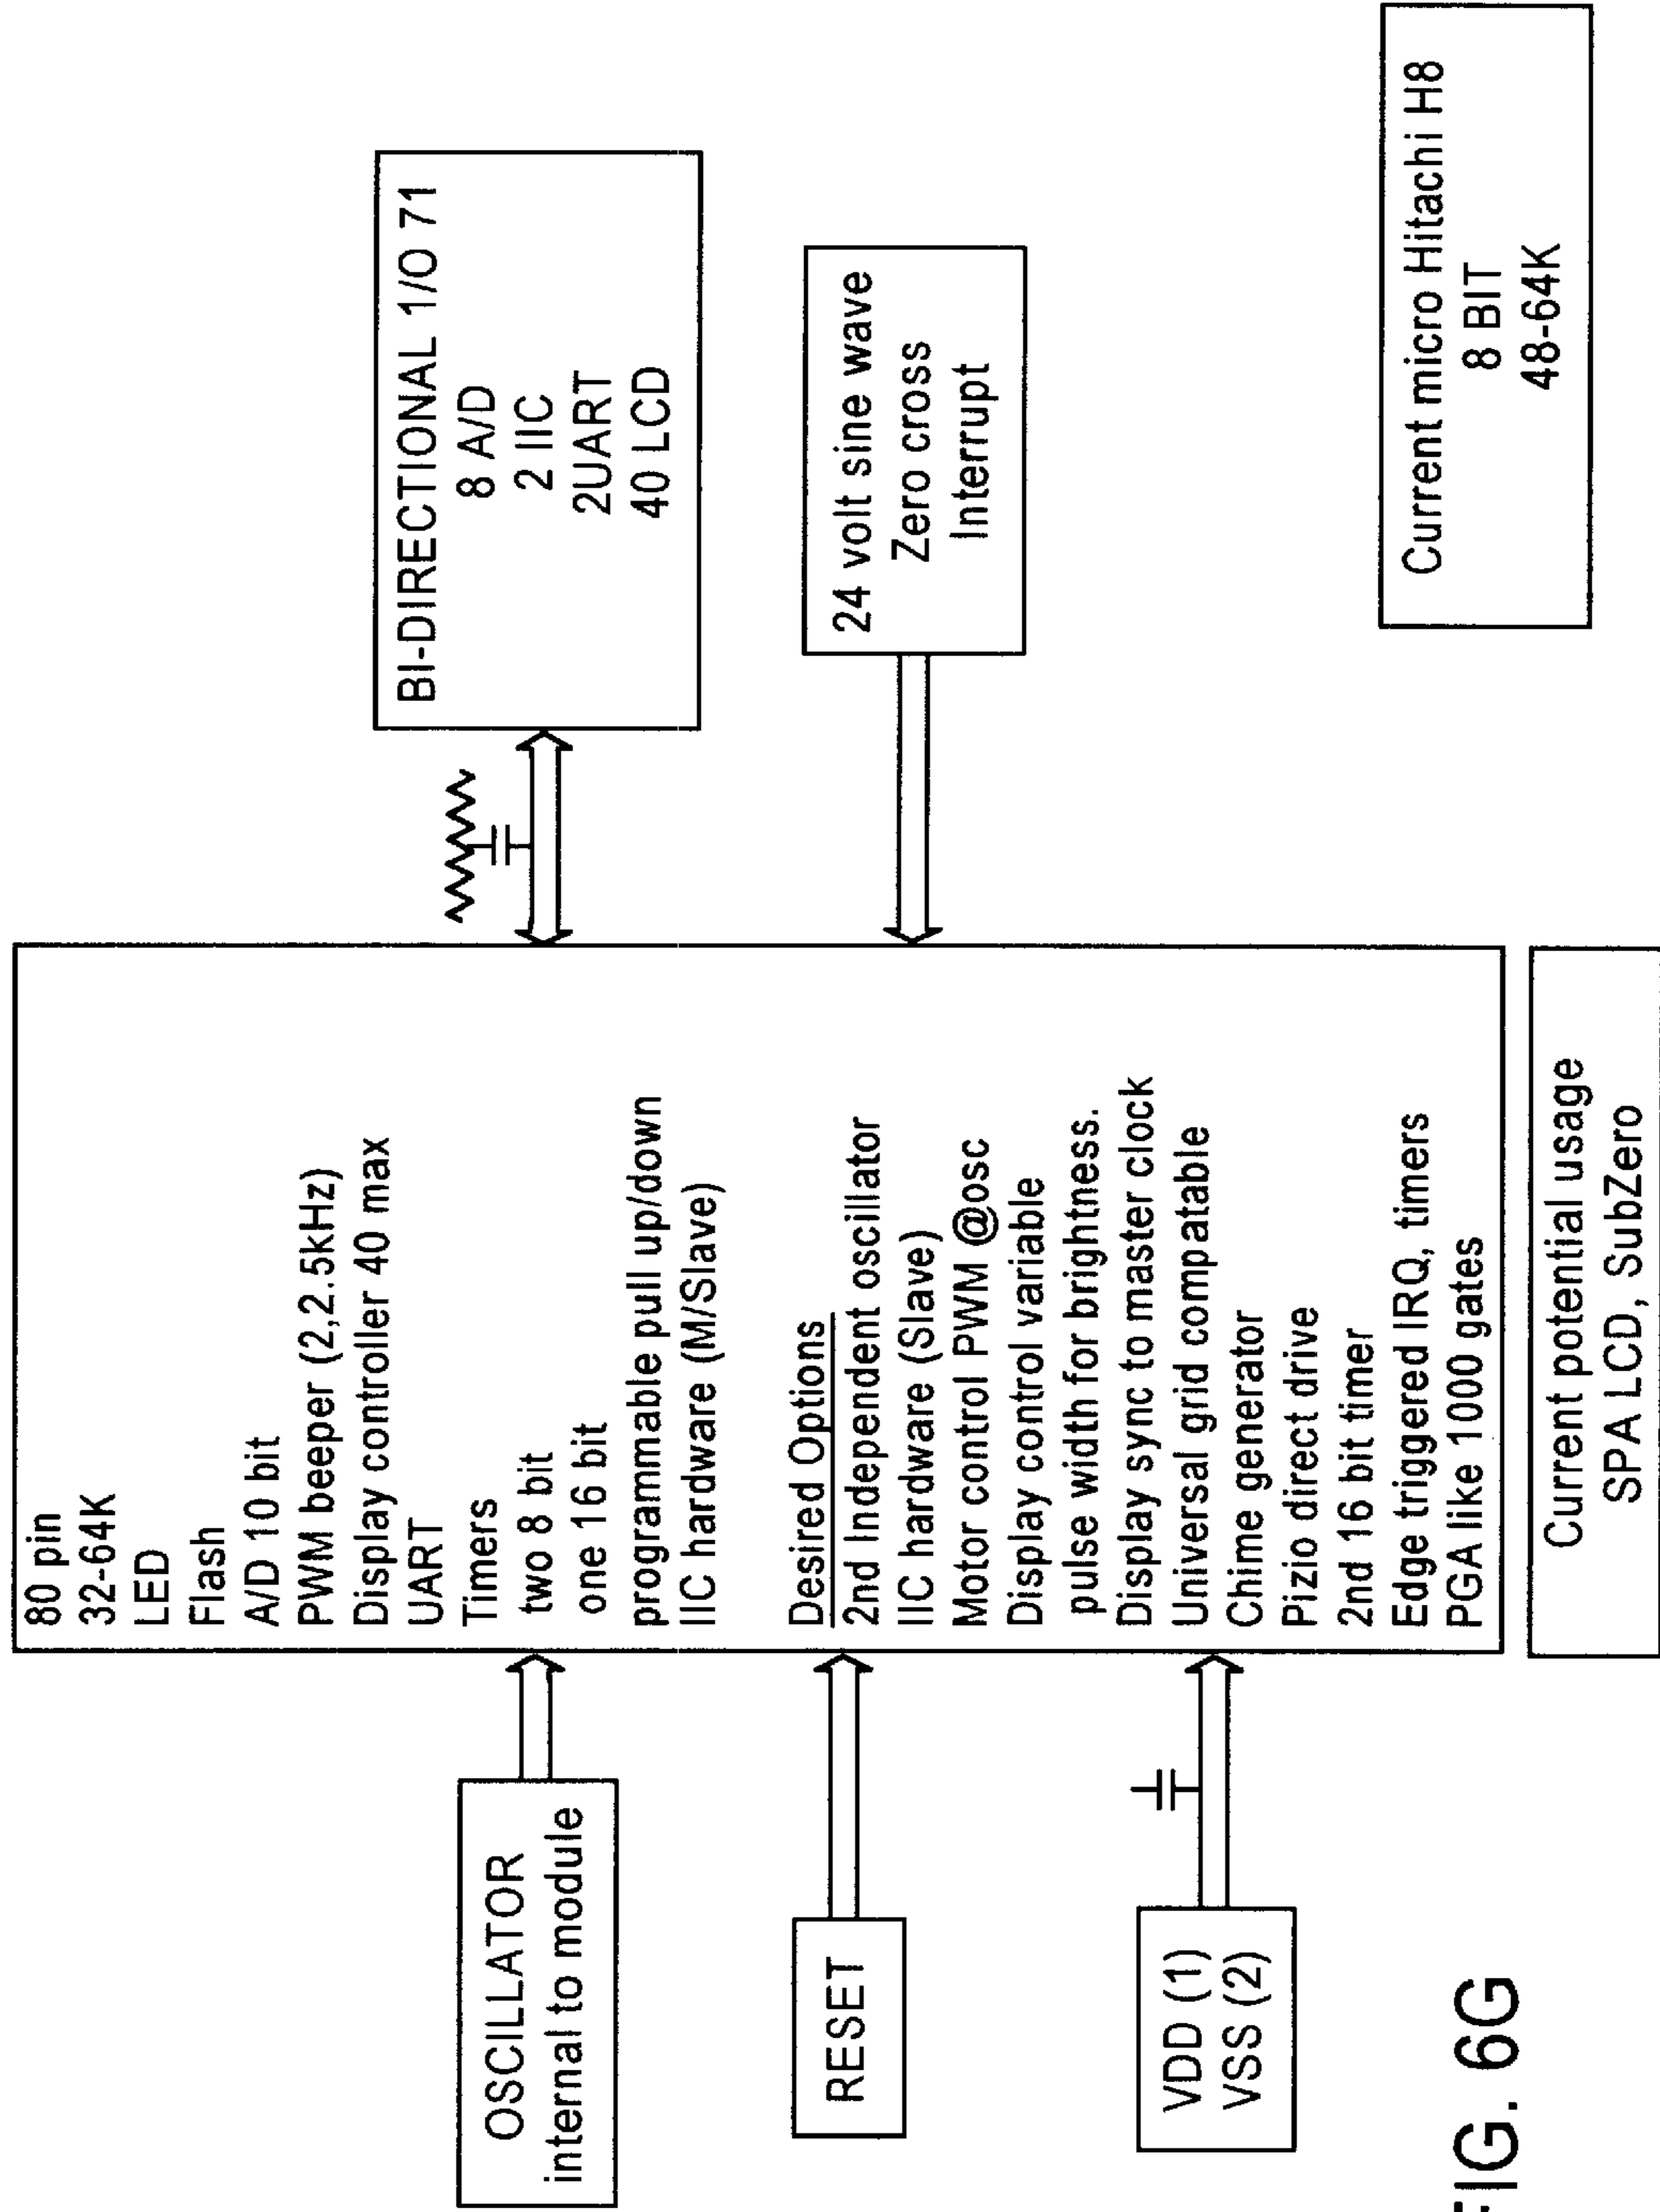 OSCILLATOR
internal to module
RESET
VDD (1)
VSS (2)
80 pin
32-64K
LED
Flash
A/D 10 bit
PWM beeper (2,2.5kHz)
Display controller 40 max
UART
Timers
two 8 bit
one 16 bit
programmable pull up/down
IIC hardware (M/Slave)
Desired Options
2nd Independent oscillator
IIC hardware (Slave)
Motor control PWM @osc
Display control variable
pulse width for brightness.
Display sync to master clock
Universal grid compatable
Chime generator
Pizio direct drive
2nd 16 bit timer
Edge triggered IRQ, timers
PGA like 1000 gates
Current potential usage
SPA LCD, SubZero
BI-DIRECTIONAL 1/O 71
8 A/D
2 IIC
2UART
40 LCD
24 volt sine wave
Zero cross
Interrupt
Current micro Hitachi H8
8 BIT
48-64K
FIG. 6G